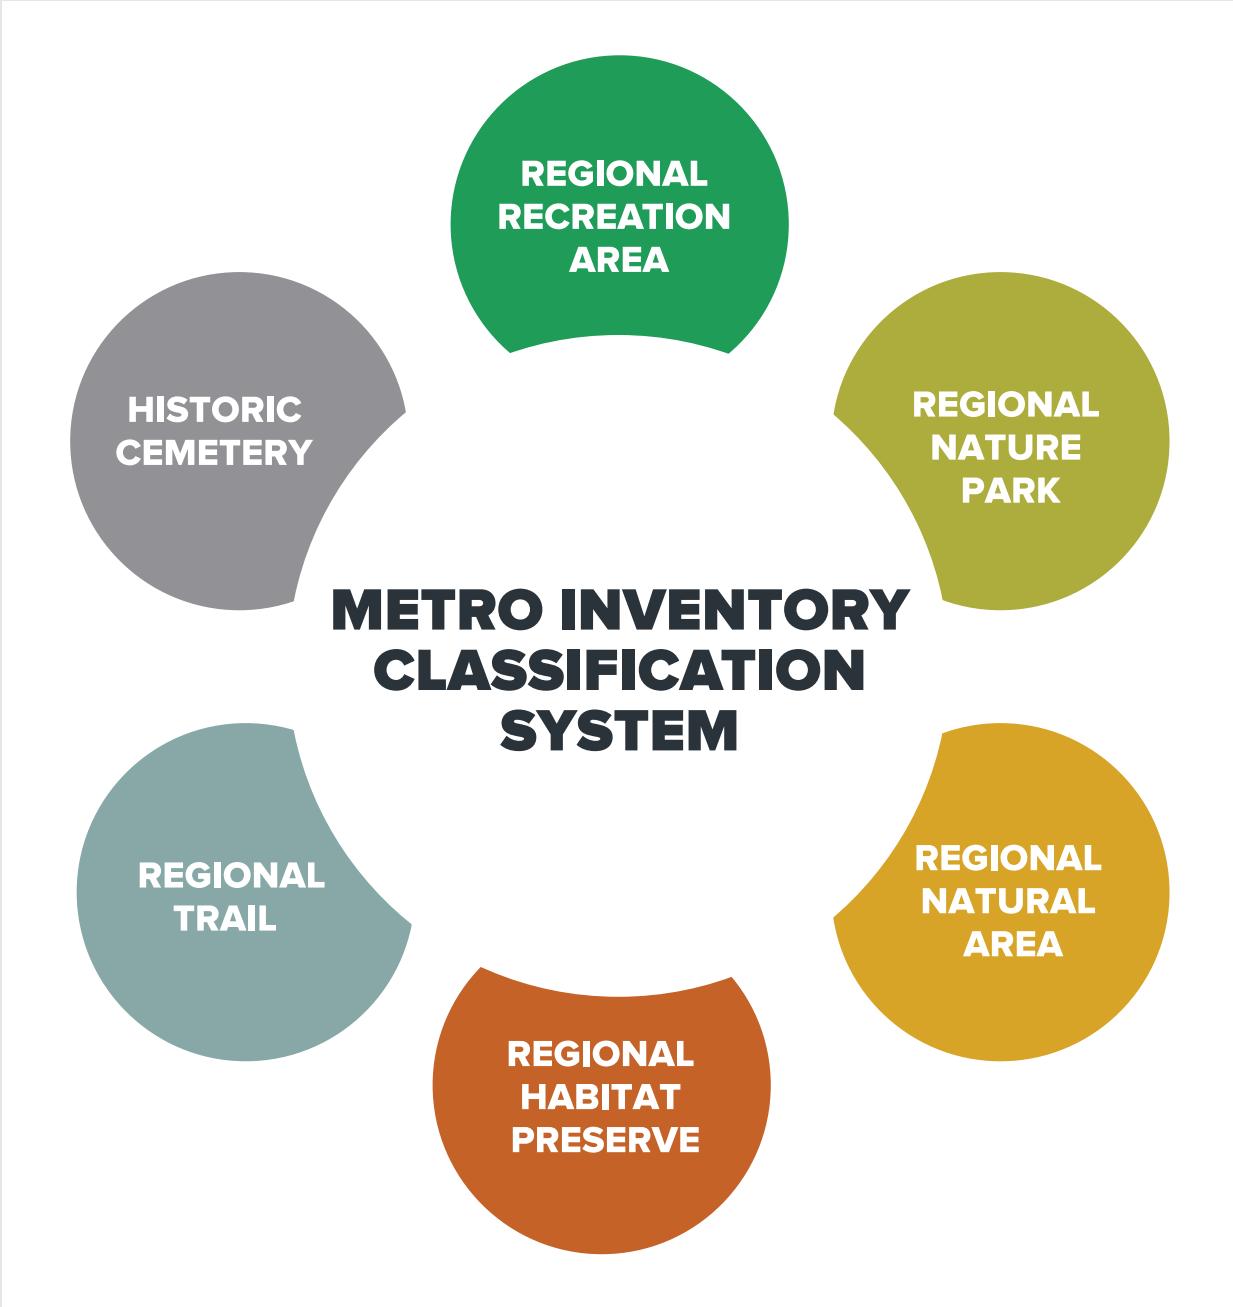 REGIONAL
RECREATION
AREA
HISTORIC
CEMETERY
REGIONAL
NATURE
PARK
METRO INVENTORY
CLASSIFICATION
SYSTEM
REGIONAL
TRAIL
REGIONAL
NATURAL
AREA
REGIONAL
HABITAT
PRESERVE